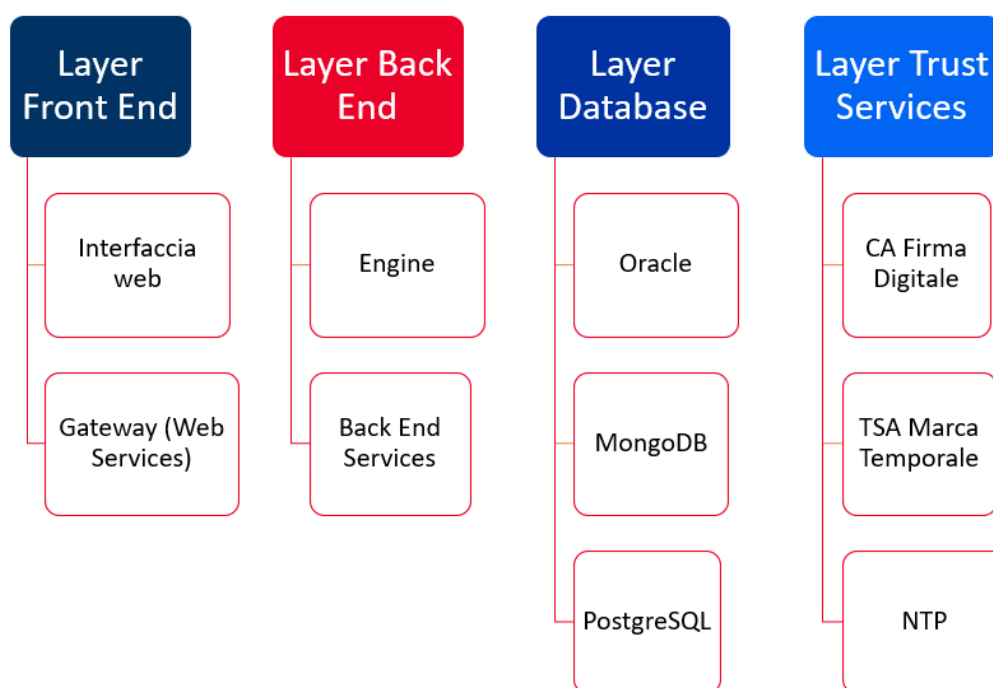 Layer
Front End
Interfaccia
web
Gateway (Web
Services)
Layer Back
End
Engine
Back End
Services
Layer
Database
Oracle
MongoDB
PostgreSQL
Layer Trust
Services
CA Firma
Digitale
TSA Marca
Temporale
NTP